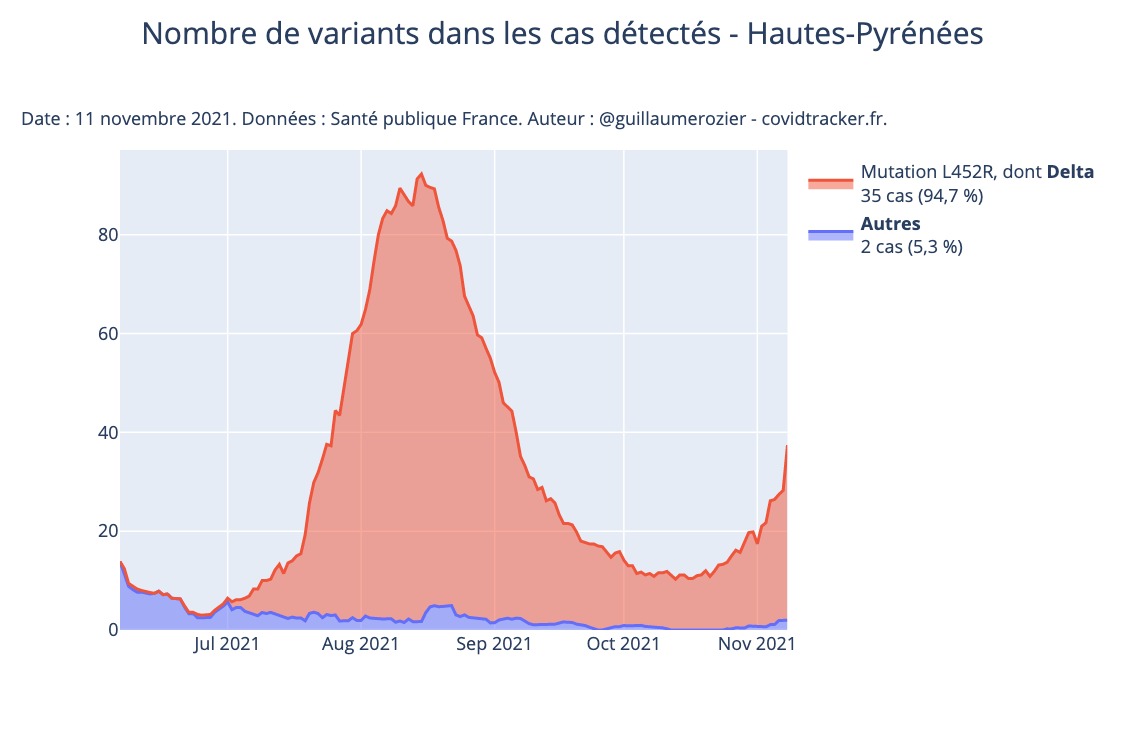 Nombre de variants dans les cas détectés - Hautes-Pyrénées
Date : 11 novembre 2021. Données : Santé publique France. Auteur : @guillaumerozier - covidtracker.fr.
Mutation L452R, dont Delta
35 cas (94,7 %)
Autres
2 cas (5,3 %)
80
60
40
20
0
Jul 2021 Aug 2021 Sep 2021 Oct 2021 Nov 2021